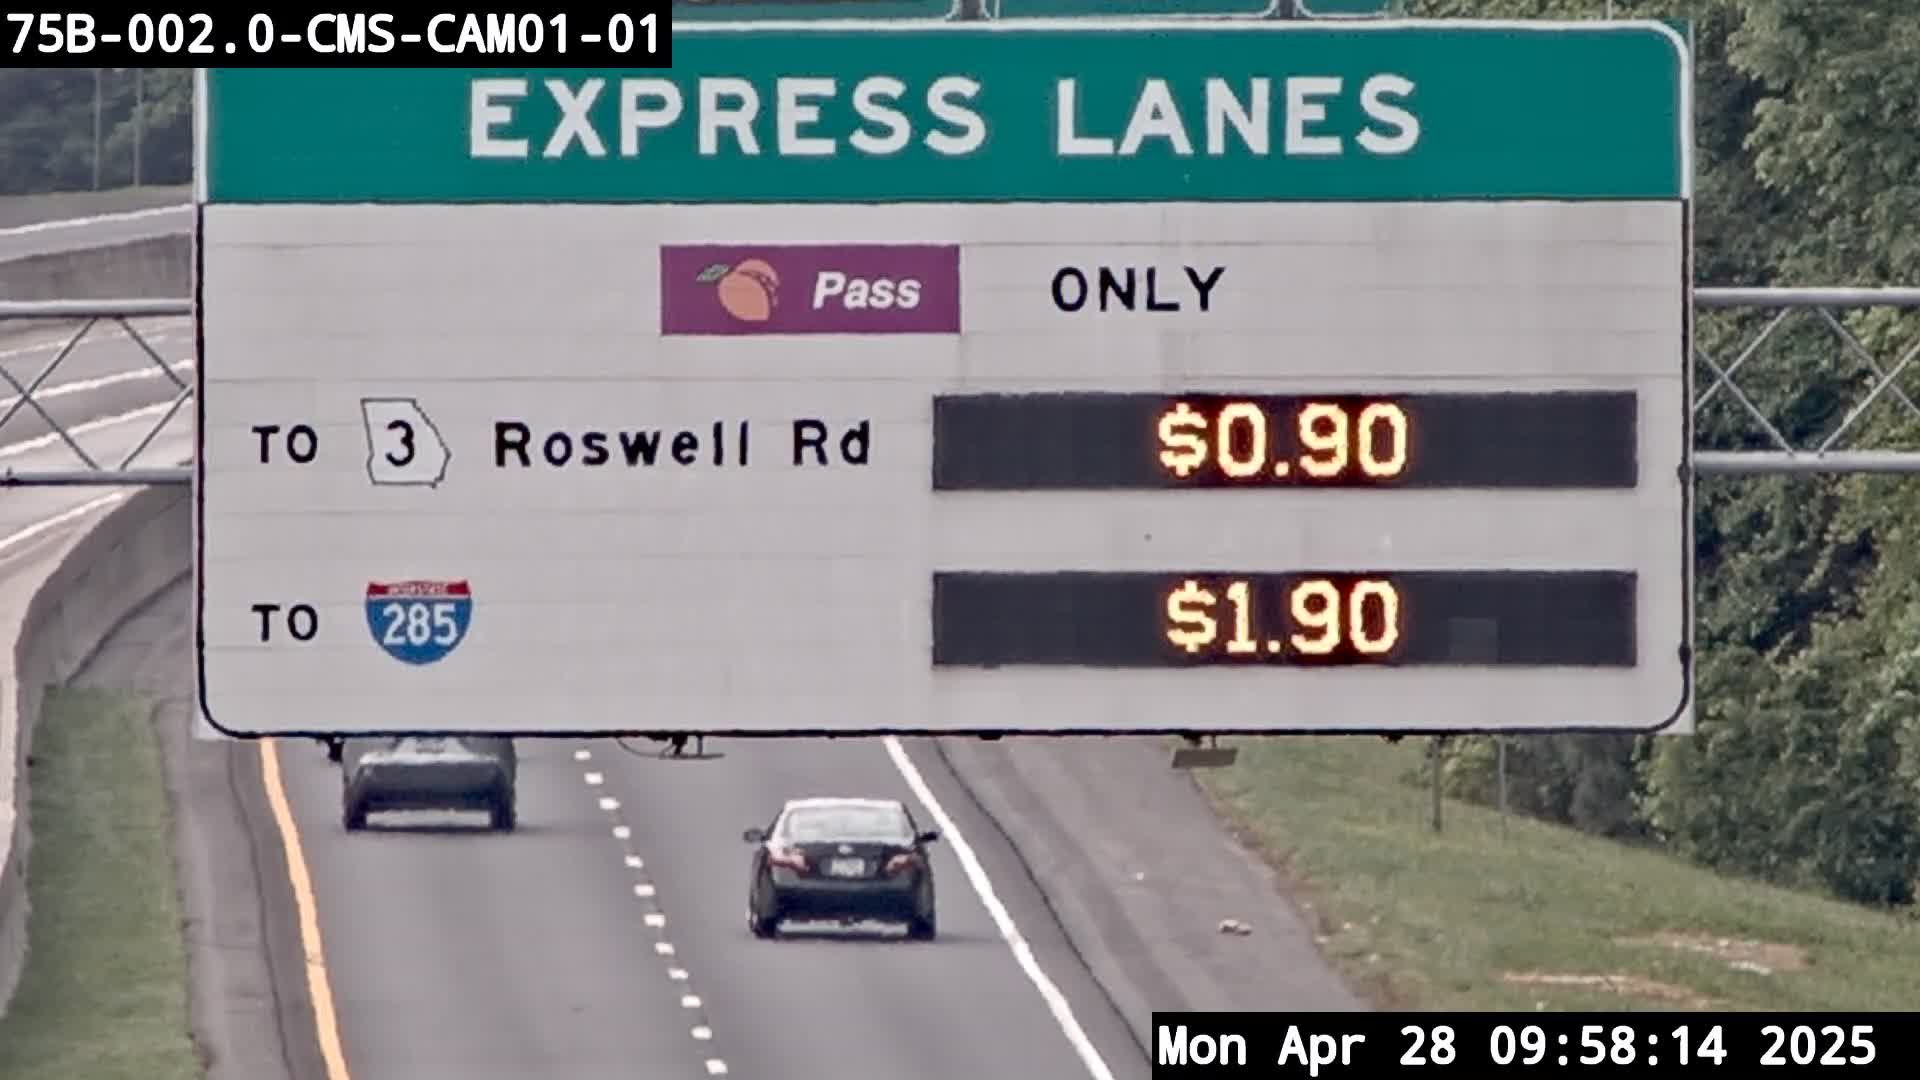 75B-002.0-CMS-CAM01-01
EXPRESS LANES
Pass ONLY
TO 3 Roswell Rd $0.90
TO INTERSTATE 285 $1.90
Mon Apr 28 09:58:14 2025